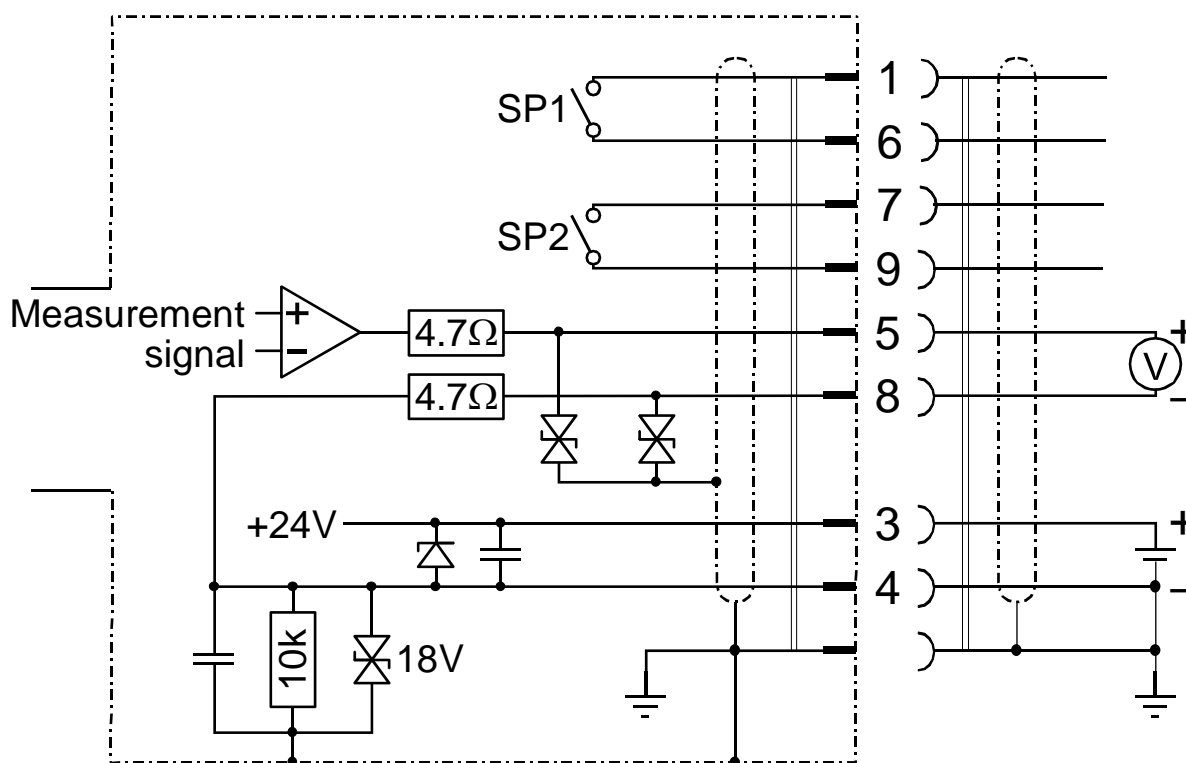 SP1
1
6
SP2
7
9
Measurement
signal
+
−
4.7Ω
5
+
V
4.7Ω
8
−
+24V
3
+
4
−
10k
18V